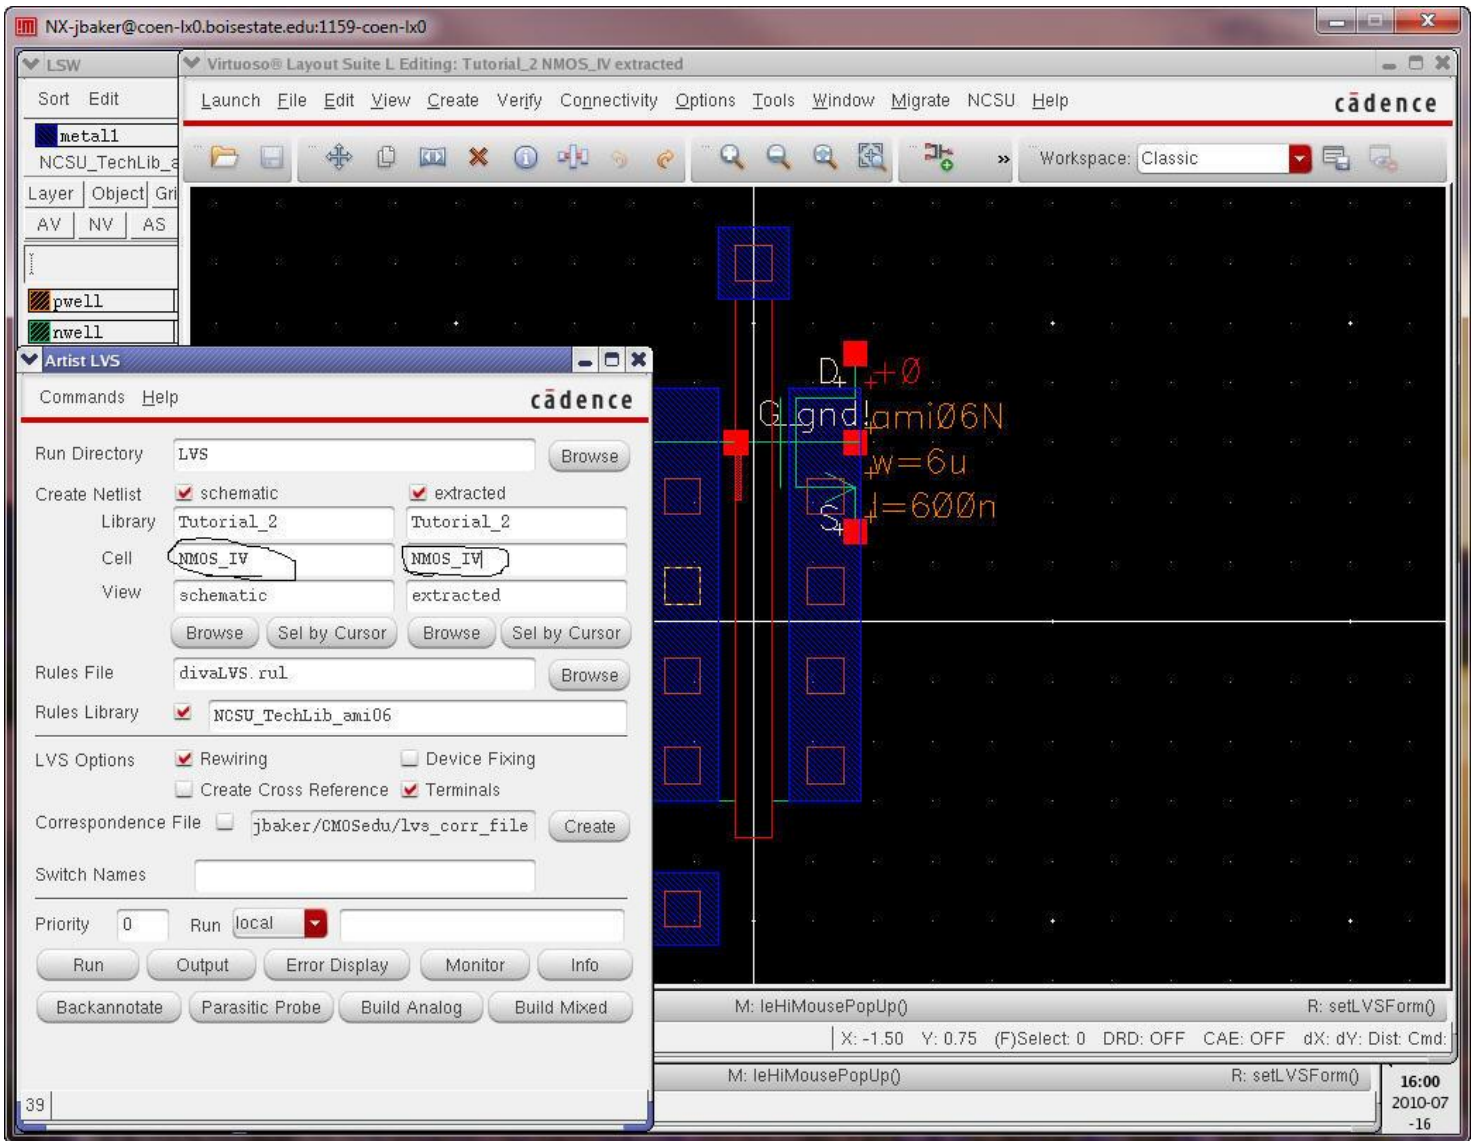 NX-jbaker@coen-lx0.boisestate.edu:1159-coen-lx0
LSW
Sort Edit
metal1
NCSU_TechLib_a
Layer Object Gri
AV NV AS
pwell
nwell
Virtuoso® Layout Suite L Editing: Tutorial_2 NMOS_IV extracted
Launch File Edit View Create Verify Connectivity Options Tools Window Migrate NCSU Help
cādence
» Workspace: Classic
D +0
G gnd! ami06N
w=6u
S l=600n
Artist LVS
Commands Help
cādence
Run Directory LVS Browse
Create Netlist schematic extracted
Library Tutorial_2 Tutorial_2
Cell NMOS_IV NMOS_IV
View schematic extracted
Browse Sel by Cursor Browse Sel by Cursor
Rules File divaLVS.rul Browse
Rules Library NCSU_TechLib_ami06
LVS Options Rewiring Device Fixing
Create Cross Reference Terminals
Correspondence File jbaker/CMOSedu/lvs_corr_file Create
Switch Names
Priority 0 Run local
Run Output Error Display Monitor Info
Backannotate Parasitic Probe Build Analog Build Mixed
39
M: leHiMousePopUp() R: setLVSForm()
X: -1.50 Y: 0.75 (F)Select: 0 DRD: OFF CAE: OFF dX: dY: Dist: Cmd:
M: leHiMousePopUp() R: setLVSForm()
16:00
2010-07
-16